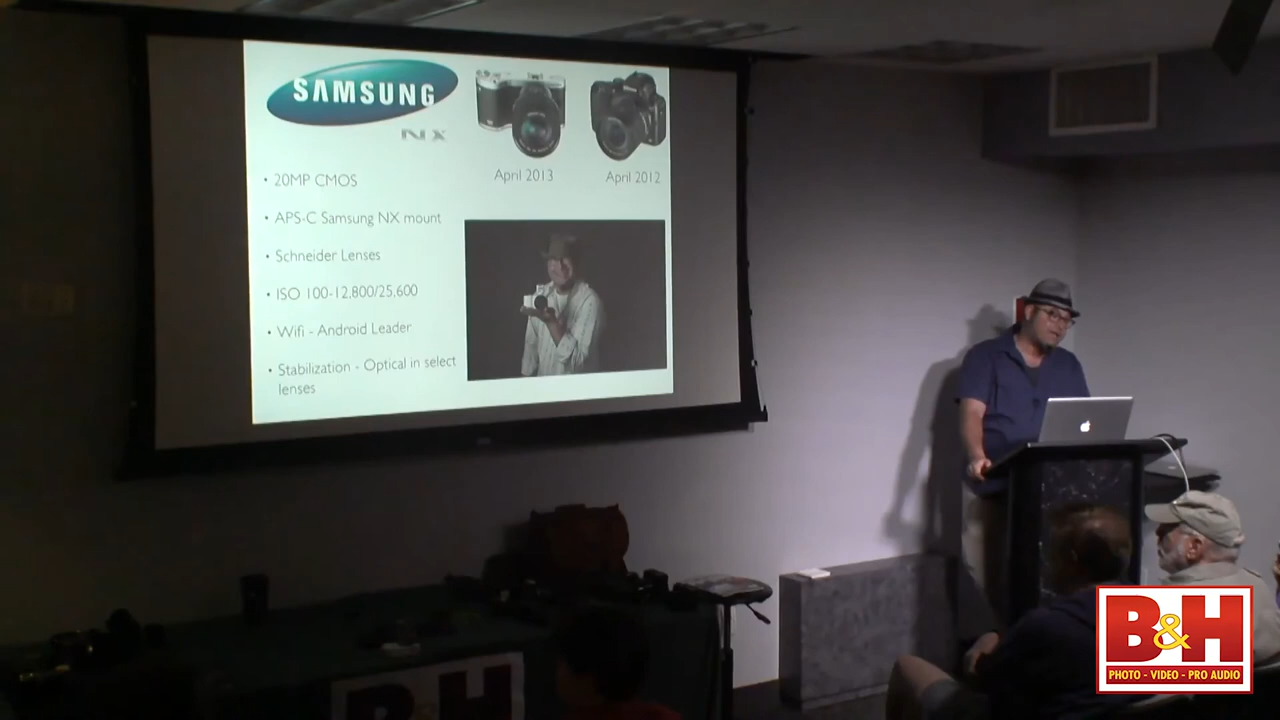 SAMSUNG
NX
April 2013
April 2012
• 20MP CMOS
• APS-C Samsung NX mount
• Schneider Lenses
• ISO 100-12,800/25,600
• Wifi - Android Leader
• Stabilization - Optical in select
lenses
B&H
B&H
PHOTO - VIDEO - PRO AUDIO